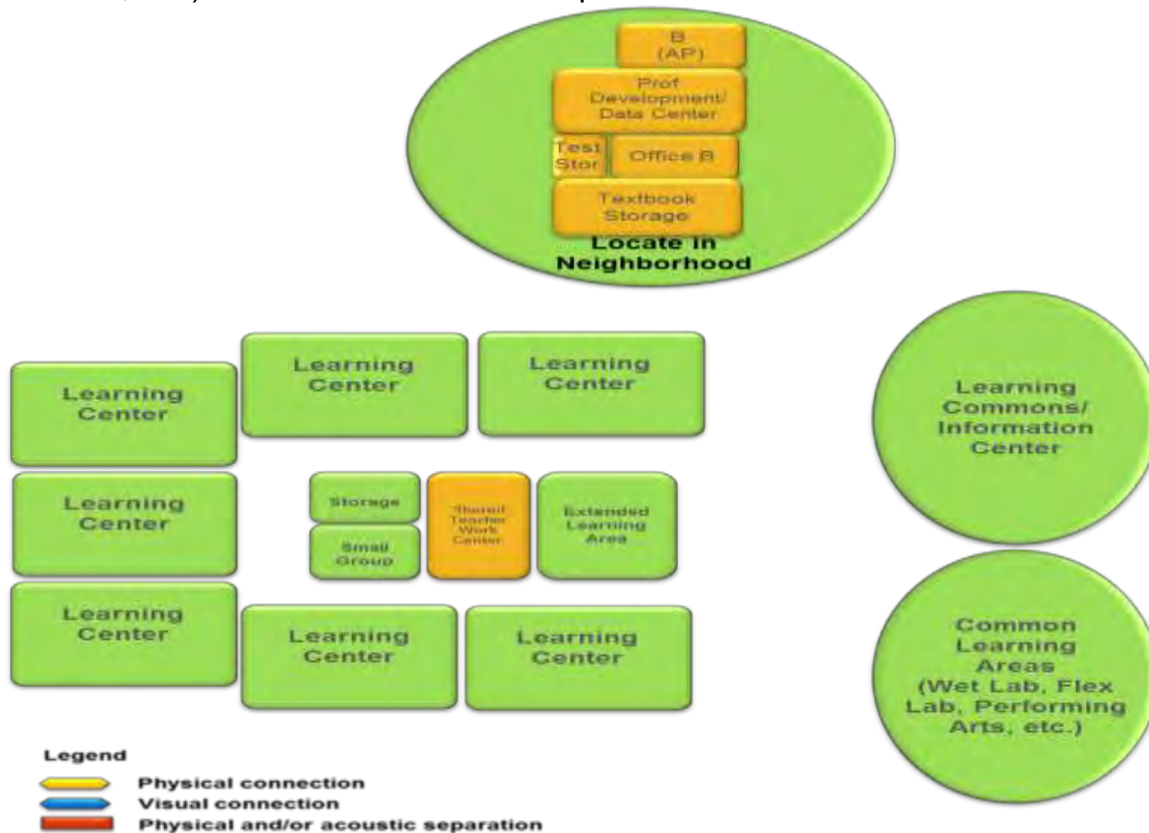 B
(AP)
Prof
Development/
Data Center
Test
Stor
Office B
Textbook
Storage
Locate in
Neighborhood
Learning
Center
Learning
Center
Learning
Center
Learning
Commons/
Information
Center
Learning
Center
Storage
Small
Group
Shared
Teacher
Work
Center
Extended
Learning
Area
Learning
Center
Learning
Center
Learning
Center
Common
Learning
Areas
(Wet Lab, Flex
Lab, Performing
Arts, etc.)
Legend
Physical connection
Visual connection
Physical and/or acoustic separation